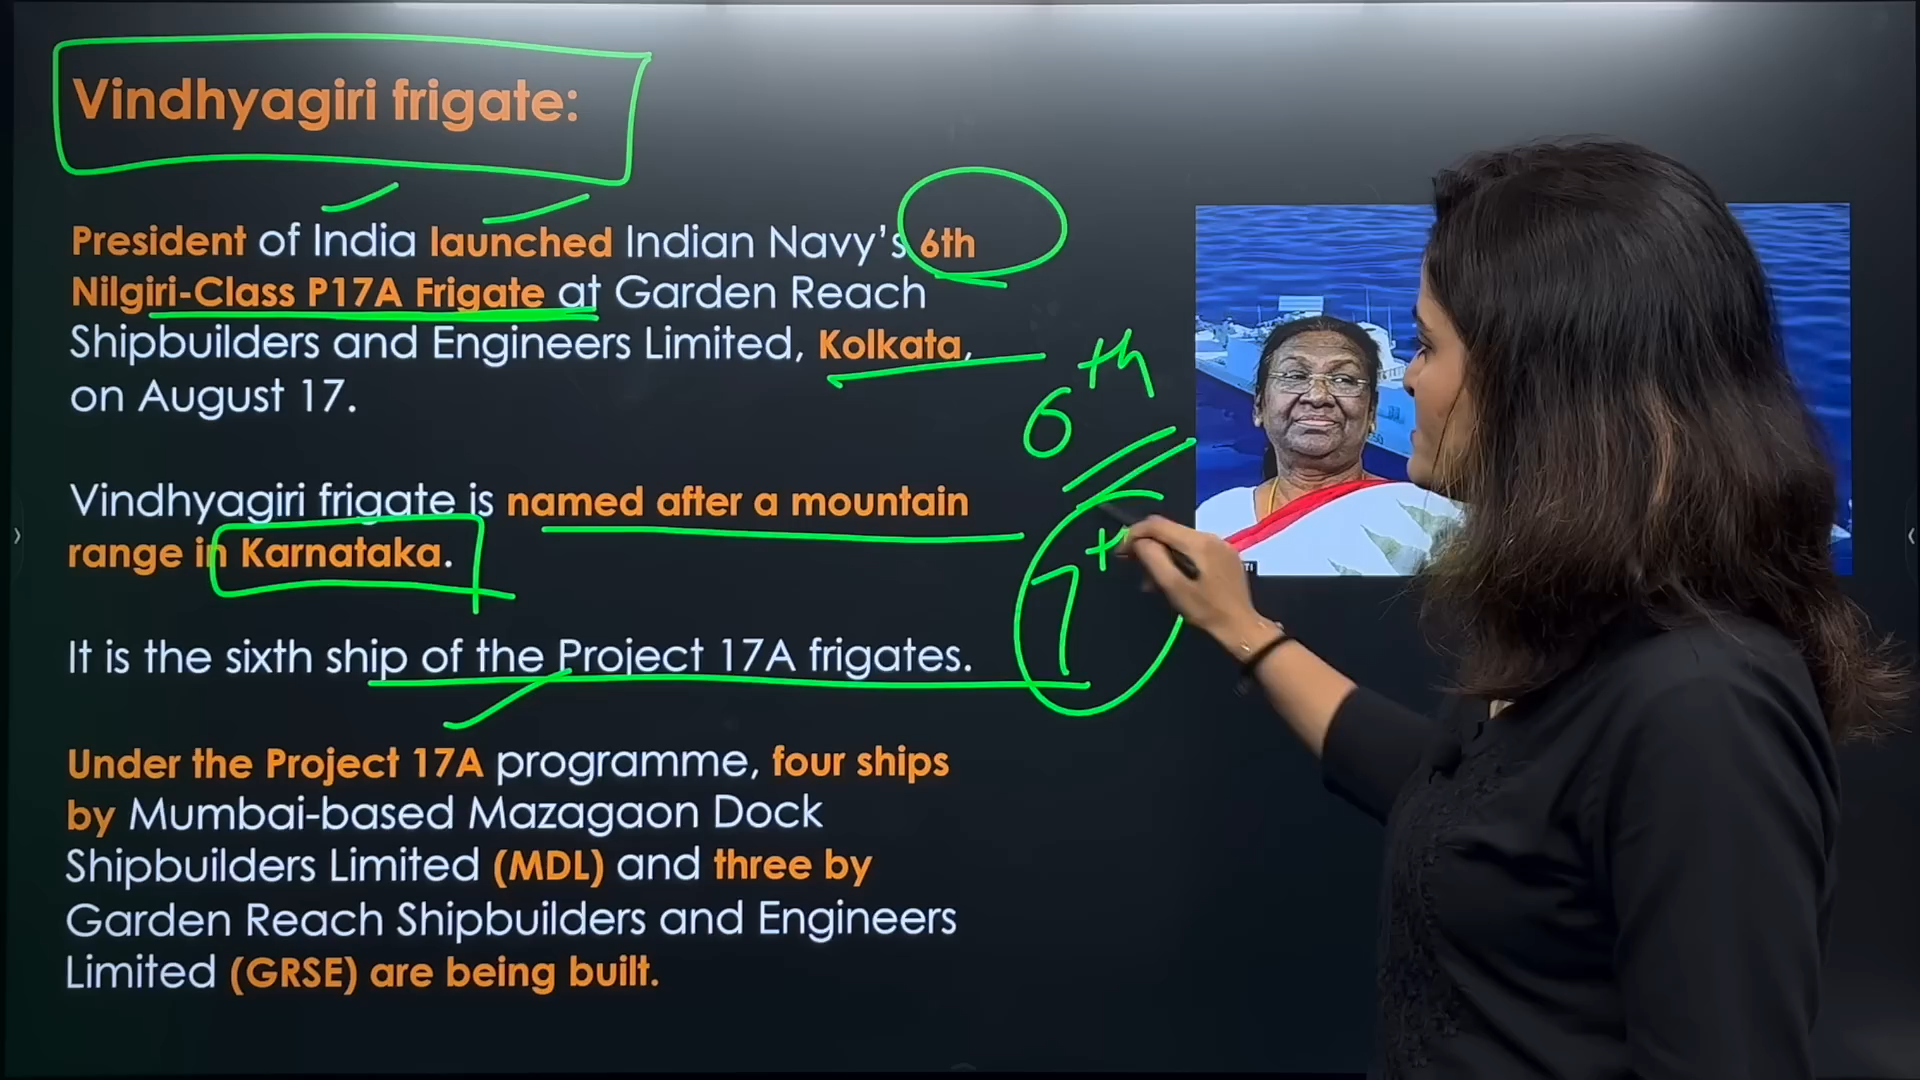 Vindhyagiri frigate:
President of India launched Indian Navy's 6th
Nilgiri-Class P17A Frigate at Garden Reach
Shipbuilders and Engineers Limited, Kolkata,
on August 17.
6th
Vindhyagiri frigate is named after a mountain
range in Karnataka.
7th
It is the sixth ship of the Project 17A frigates.
Under the Project 17A programme, four ships
by Mumbai-based Mazagaon Dock
Shipbuilders Limited (MDL) and three by
Garden Reach Shipbuilders and Engineers
Limited (GRSE) are being built.